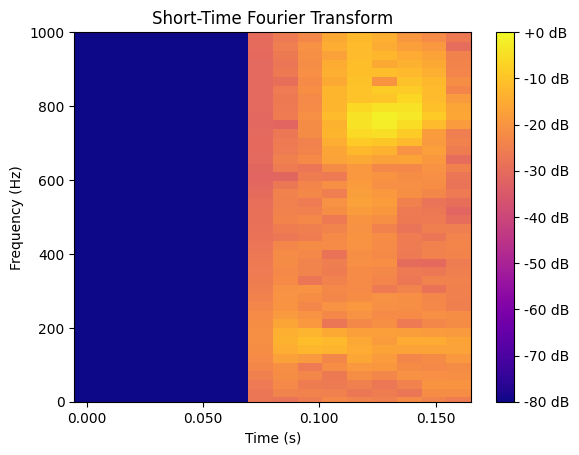 Short-Time Fourier Transform
1000
800
600
400
200
0
Frequency (Hz)
0.000
0.050
0.100
0.150
Time (s)
+0 dB
-10 dB
-20 dB
-30 dB
-40 dB
-50 dB
-60 dB
-70 dB
-80 dB